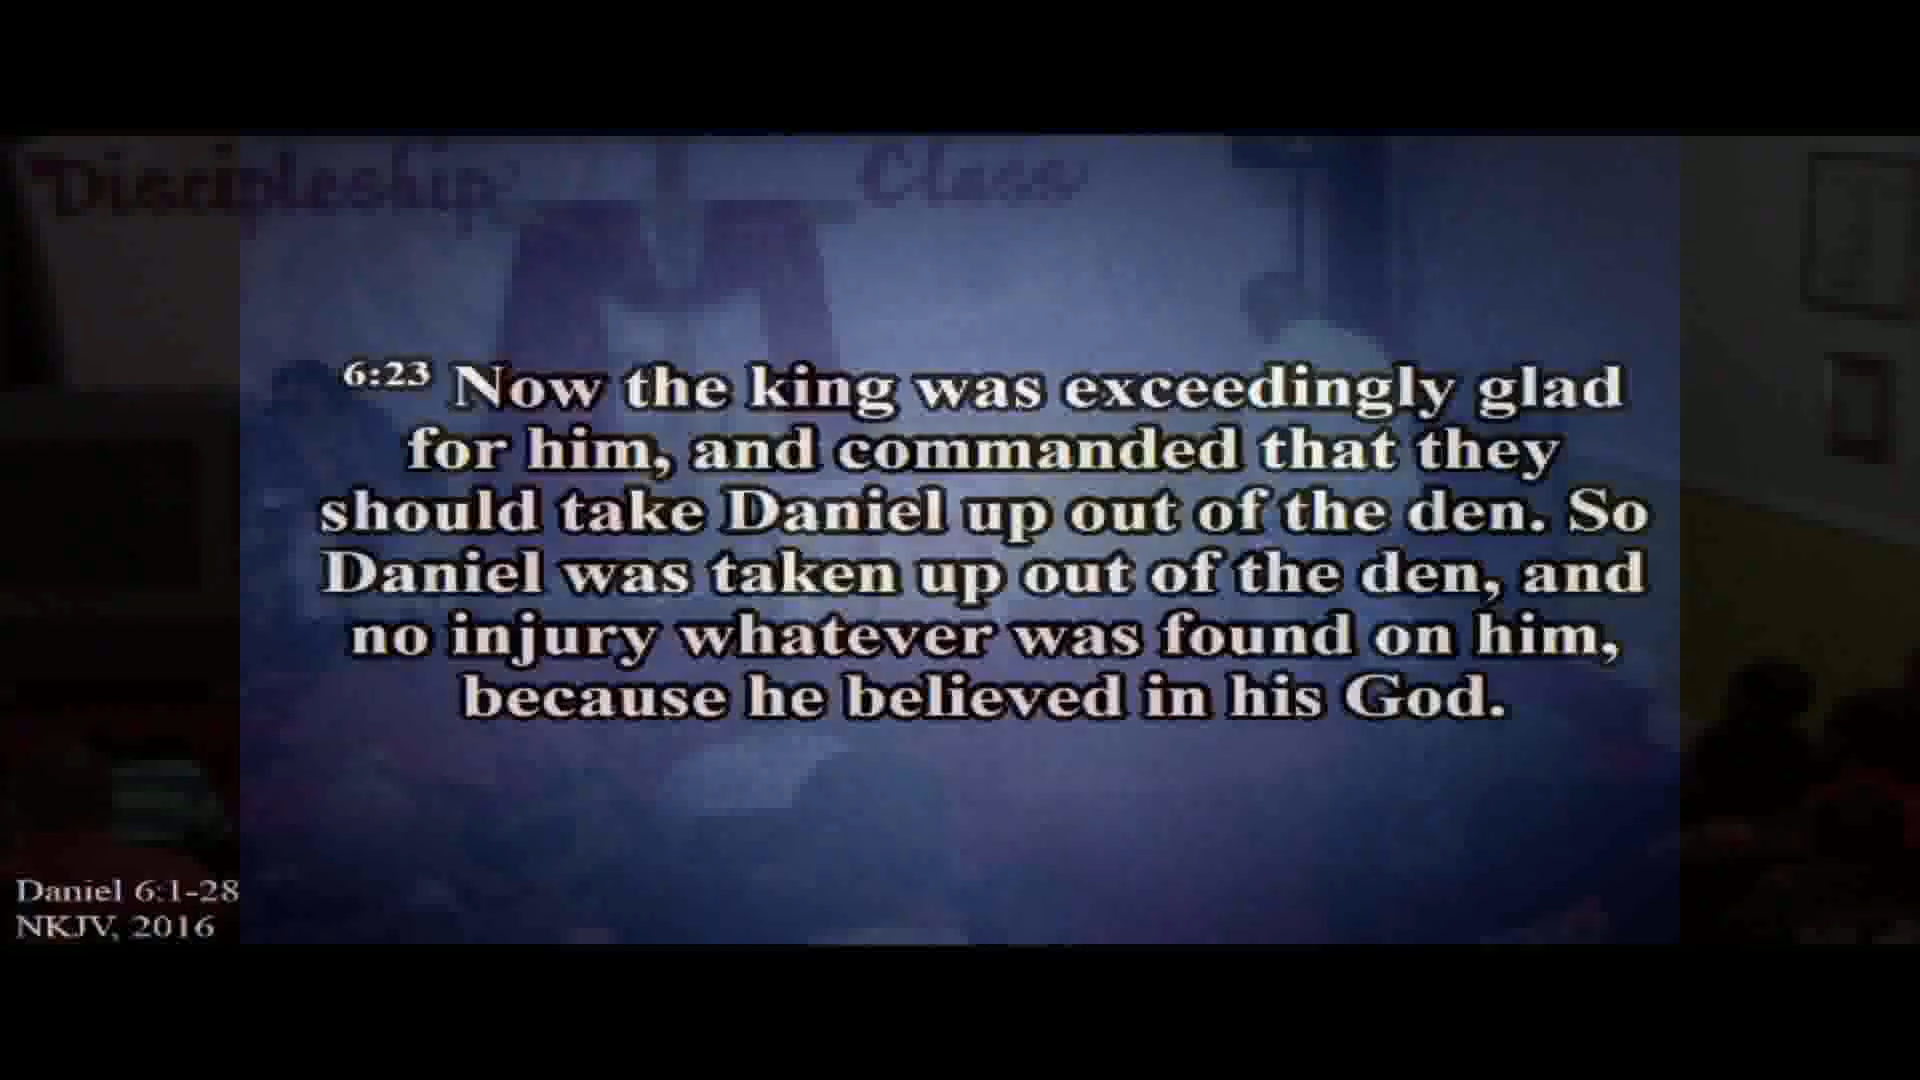 Discipleship Class
6:23 Now the king was exceedingly glad
for him, and commanded that they
should take Daniel up out of the den. So
Daniel was taken up out of the den, and
no injury whatever was found on him,
because he believed in his God.
Daniel 6:1-28
NKJV, 2016